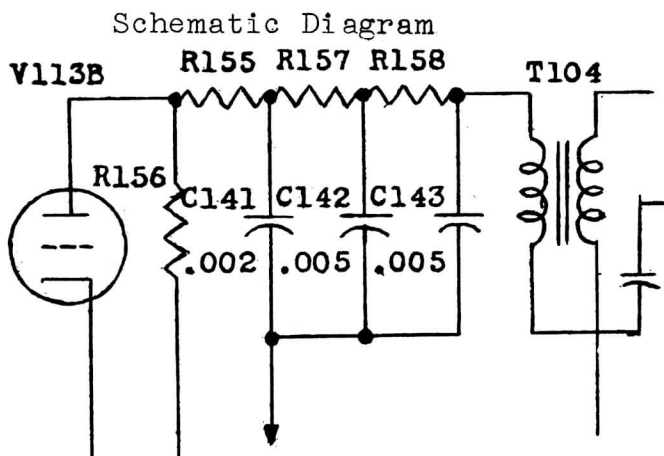 Schematic Diagram
V113B R155 R157 R158 T104
R156 C141 C142 C143
.002 .005 .005